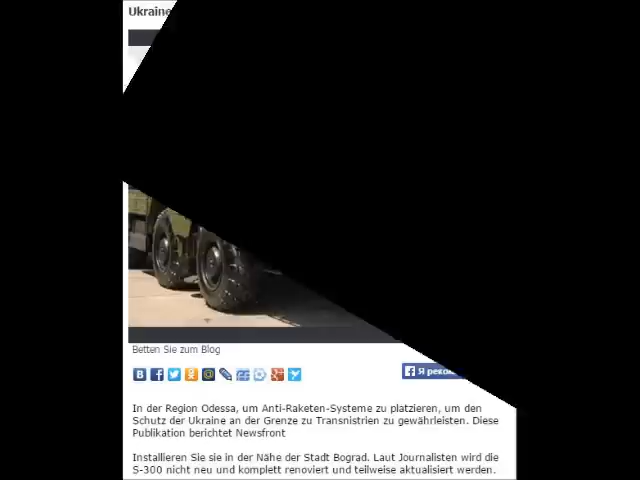 Ukraine
Betten Sie zum Blog
Я реком
In der Region Odessa, um Anti-Raketen-Systeme zu platzieren, um den
Schutz der Ukraine an der Grenze zu Transnistrien zu gewährleisten. Diese
Publikation berichtet Newsfront
Installieren Sie sie in der Nähe der Stadt Bograd. Laut Journalisten wird die
S-300 nicht neu und komplett renoviert und teilweise aktualisiert werden.